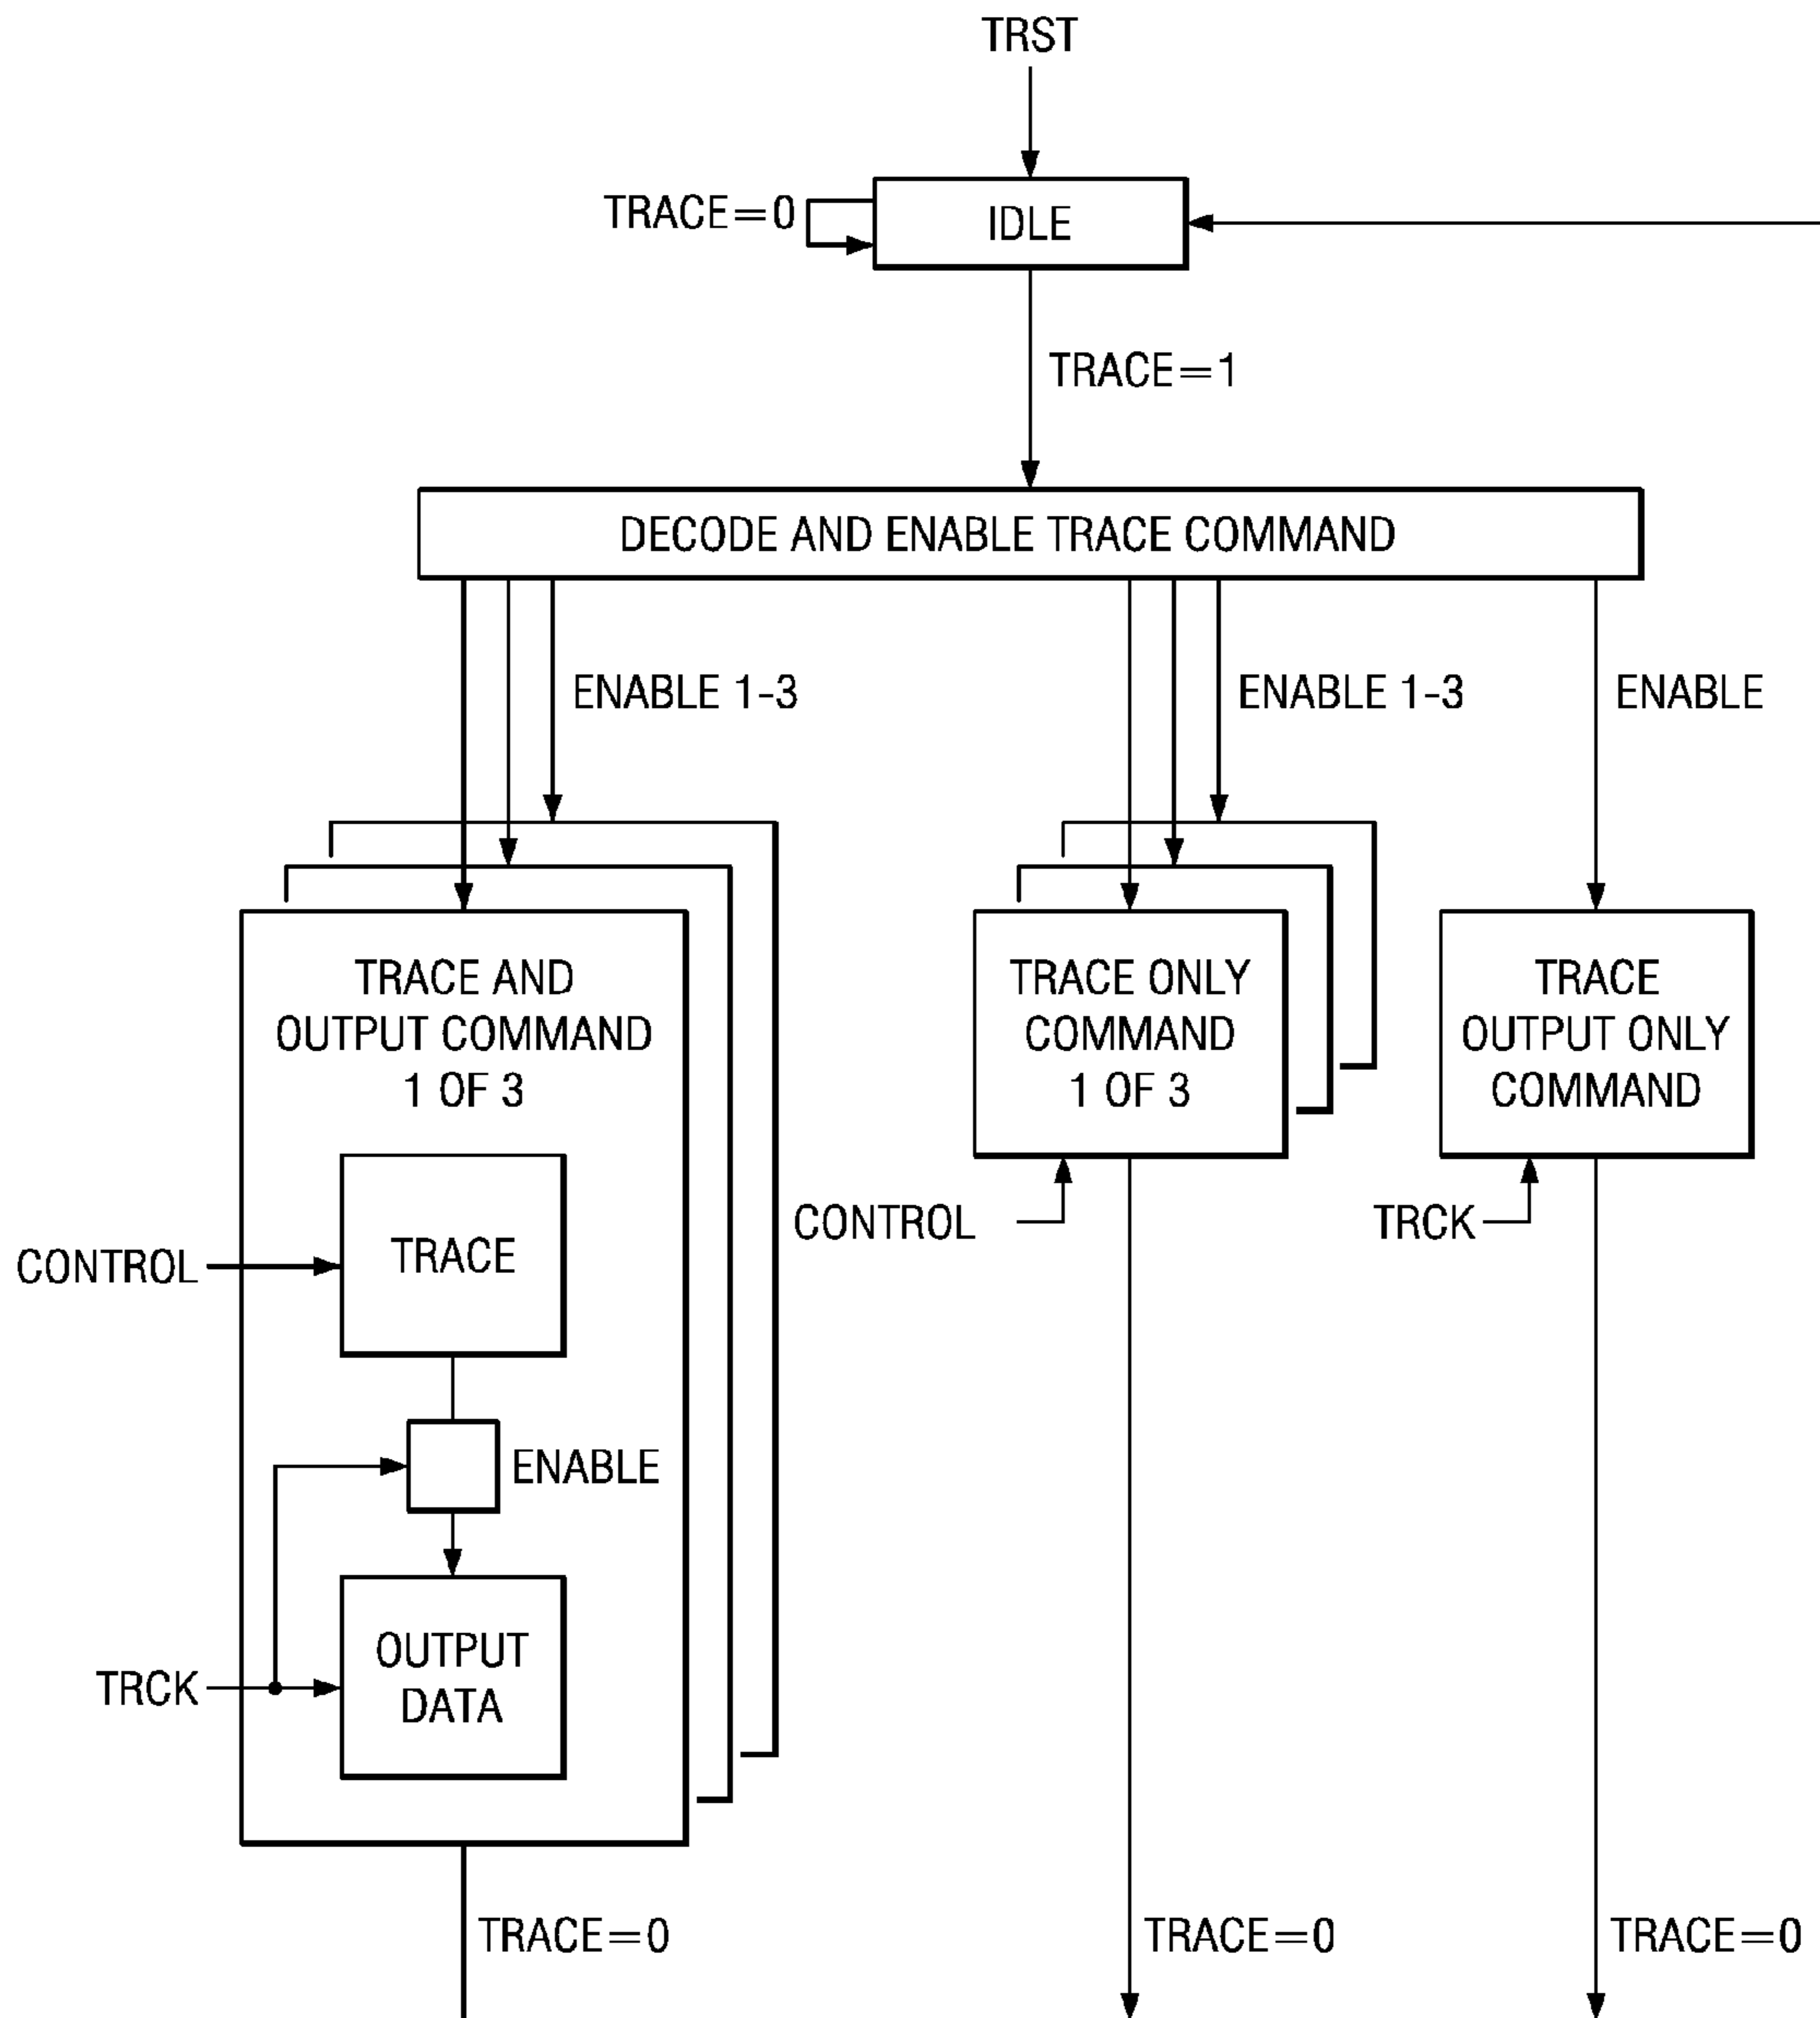 TRST
TRACE=0
IDLE
TRACE=1
DECODE AND ENABLE TRACE COMMAND
ENABLE 1-3
ENABLE 1-3
ENABLE
TRACE AND
OUTPUT COMMAND
1 OF 3
TRACE ONLY
COMMAND
1 OF 3
TRACE
OUTPUT ONLY
COMMAND
CONTROL
TRCK
CONTROL
TRACE
ENABLE
TRCK
OUTPUT
DATA
TRACE=0
TRACE=0
TRACE=0